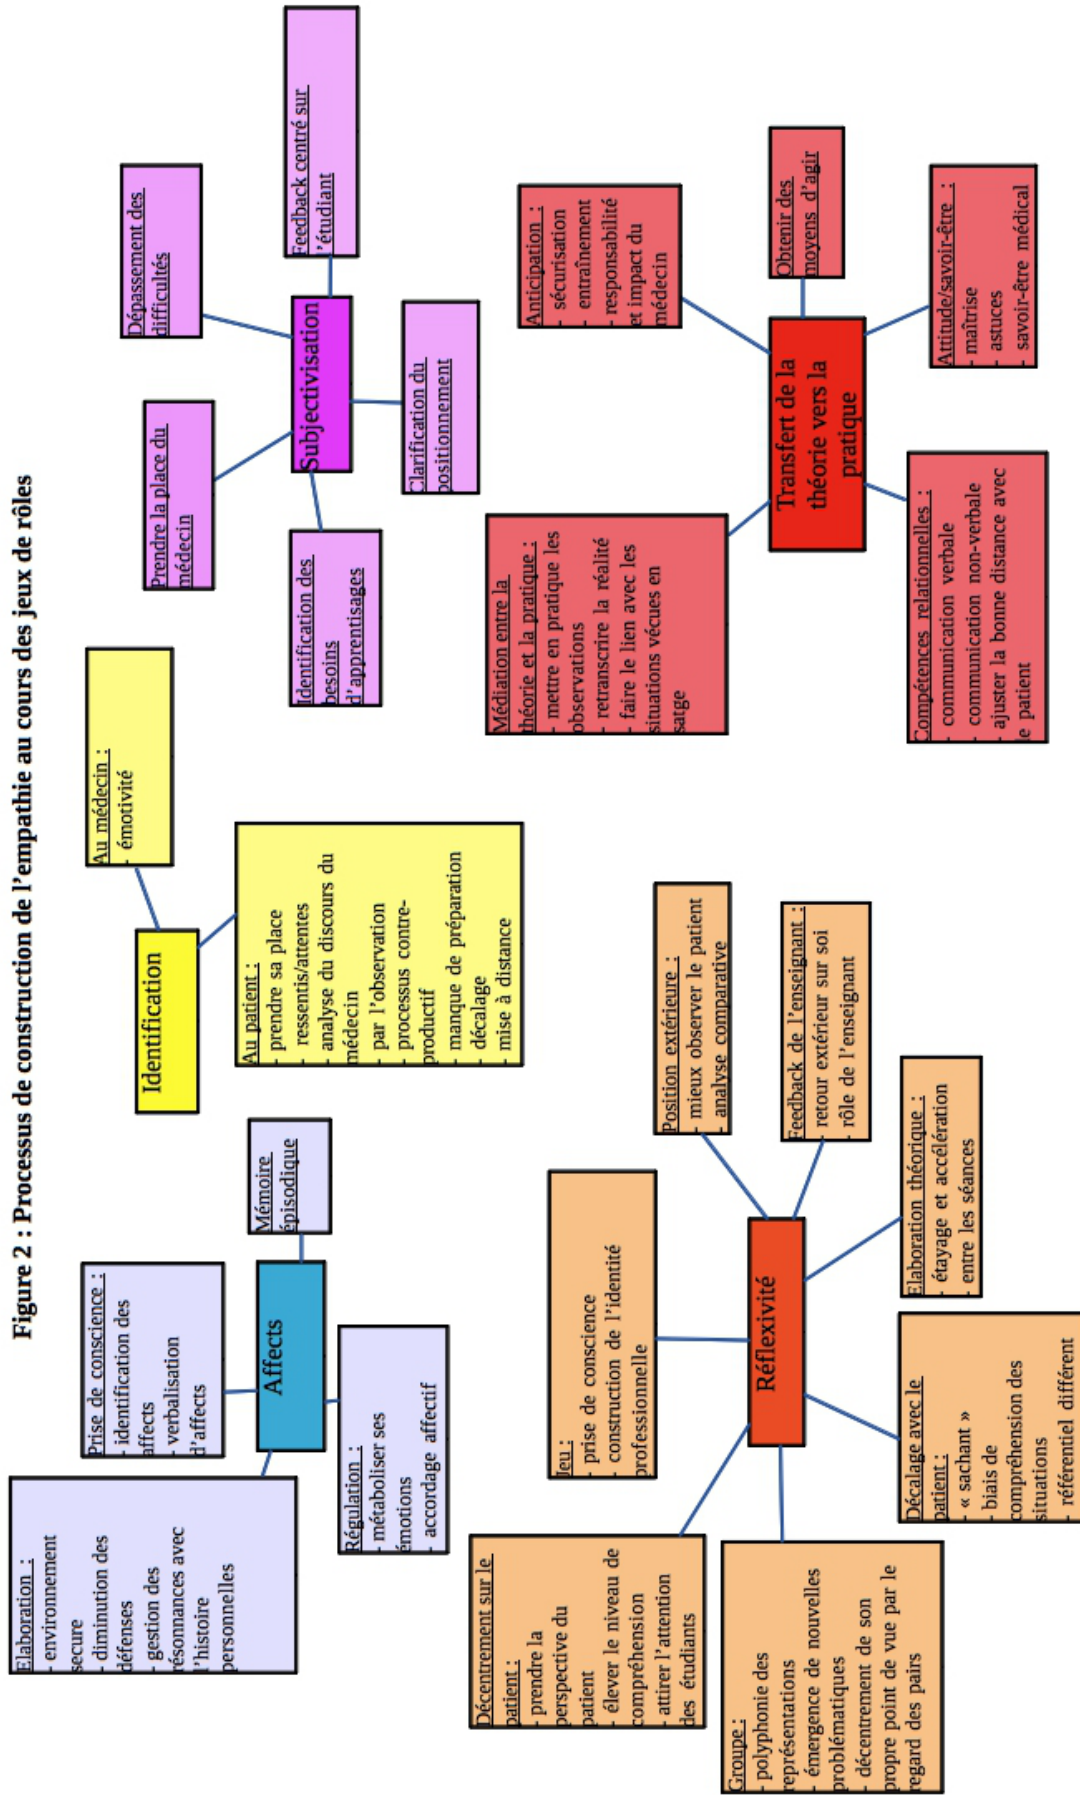 Figure 2 : Processus de construction de l’empathie au cours des jeux de rôles
Elaboration :
- environnement
secure
- diminution des
défenses
- gestion des
résonnances avec
l’histoire
personnelles
Prise de conscience :
- identification des
affects
- verbalisation
d’affects
Mémoire
épisodique
Affects
Régulation :
- métaboliser ses
émotions
- accordage affectif
Identification
Au médecin :
- émotivité
Au patient :
- prendre sa place
ressentis/attentes
analyse du discours du
médecin
par l’observation
- processus contre-
productif
manque de préparation
décalage
- mise à distance
Prendre la place du
médecin
Dépassement des
difficultés
Feedback centré sur
l’étudiant
Subjectivisation
Identification des
besoins
d’apprentisages
Clarification du
positionnement
Décentrement sur le
patient :
- prendre la
perspective du
patient
- élever le niveau de
compréhension
- attirer l’attention
des étudiants
Jeu :
- prise de conscience
- construction de l’identité
professionnelle
Position extérieure :
- mieux observer le patient
- analyse comparative
Feedback de l’enseignant :
- retour extérieur sur soi
- rôle de l’enseignant
Réflexivité
Groupe :
- polyphonie des
représentations
- émergence de nouvelles
problématiques
- décentrement de son
propre point de vue par le
regard des pairs
Décalage avec le
patient :
- « sachant »
- biais de
compréhension des
situations
- référentiel différent
Elaboration théorique :
- étayage et accélération
- entre les séances
Médiation entre la
théorie et la pratique :
- mettre en pratique les
observations
- retranscrire la réalité
- faire le lien avec les
situations vécues en
satge
Anticipation :
- sécurisation
entraînement
- responsabilité
et impact du
médecin
Obtenir des
moyens d’agir
Transfert de la
théorie vers la
pratique
Compétences relationnelles :
- communication verbale
communication non-verbale
- ajuster la bonne distance avec
le patient
Attitude/savoir-être :
- maîtrise
astuces
- savoir-être médical